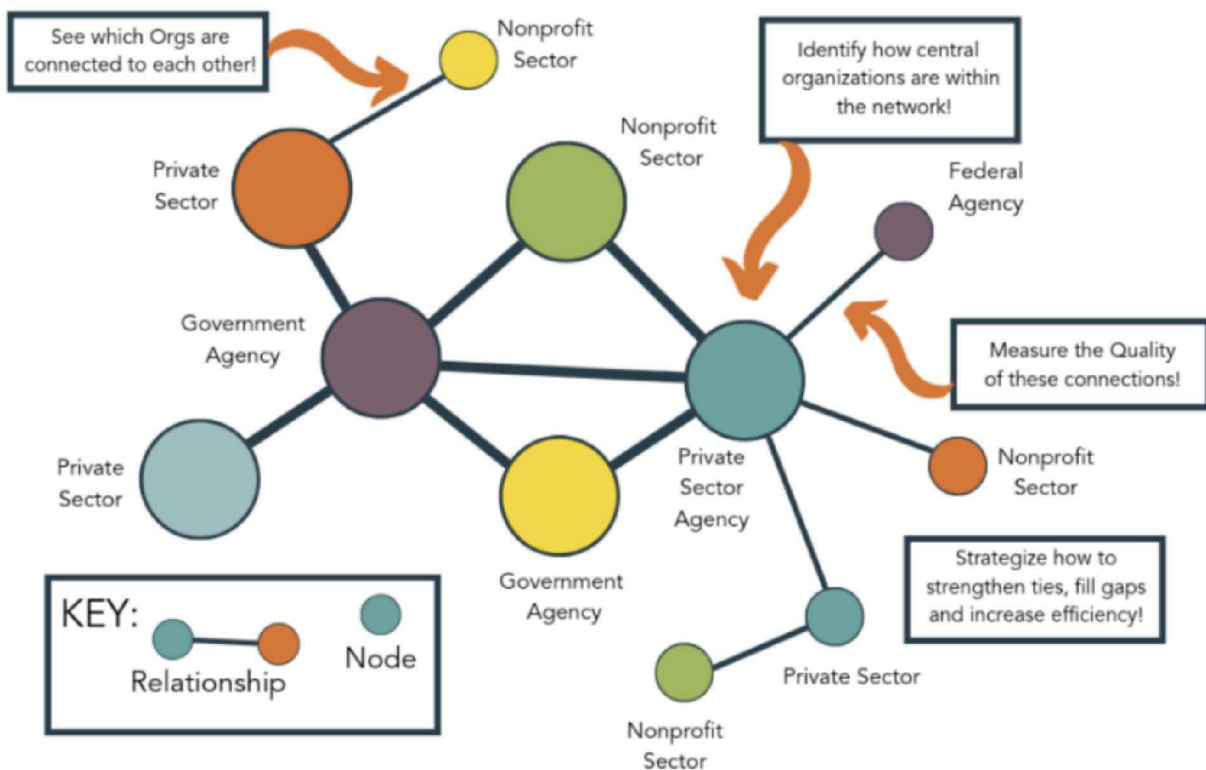 See which Orgs are
connected to each other!
Nonprofit
Sector
Identify how central
organizations are within
the network!
Nonprofit
Sector
Private
Sector
Federal
Agency
Government
Agency
Measure the Quality
of these connections!
Private
Sector
Private
Sector
Agency
Nonprofit
Sector
Government
Agency
Strategize how to
strengthen ties, fill gaps
and increase efficiency!
KEY:
Relationship
Node
Private Sector
Nonprofit
Sector